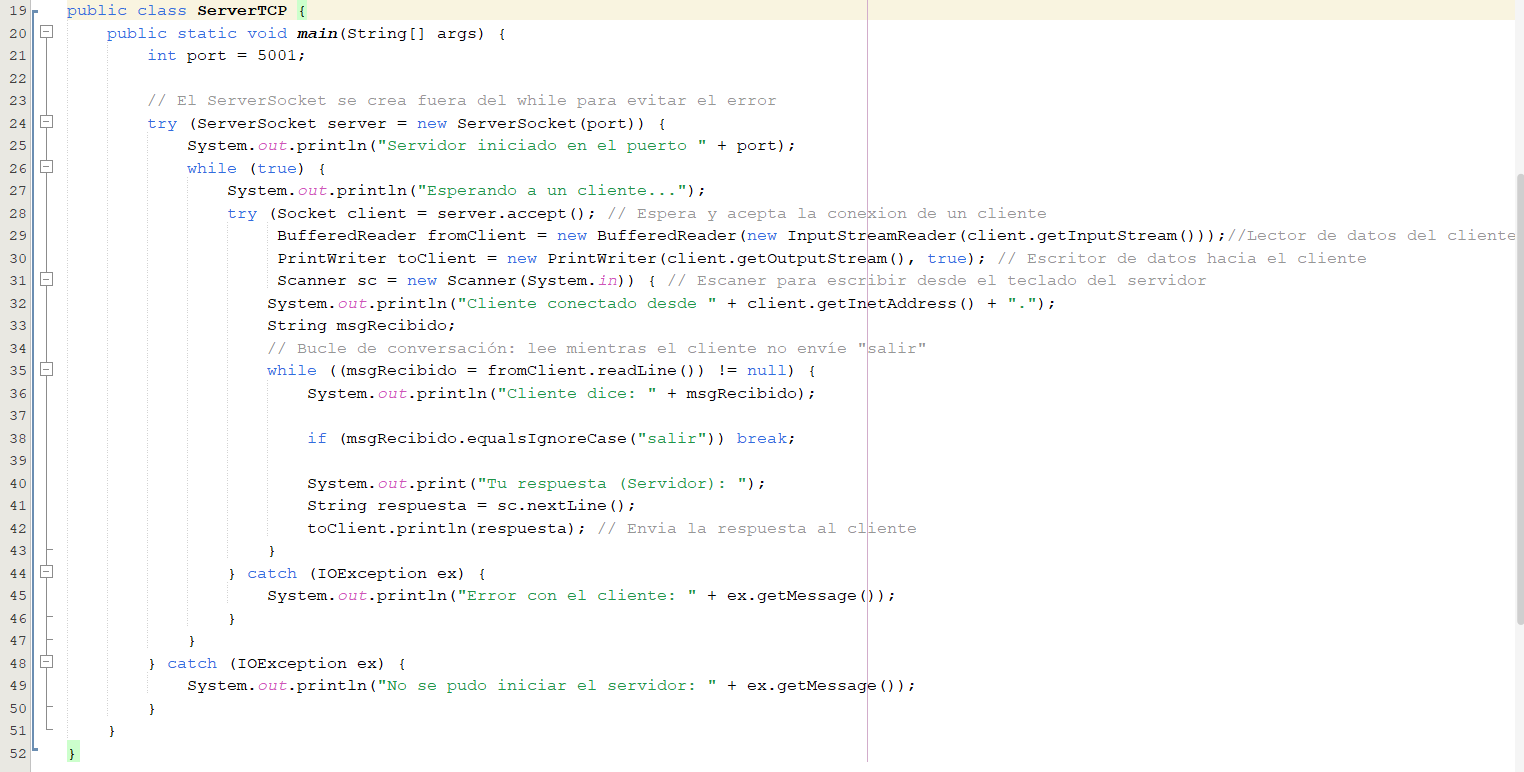 19 public class ServerTCP {
20 public static void main(String[] args) {
21 int port = 5001;
22
23 // El ServerSocket se crea fuera del while para evitar el error
24 try (ServerSocket server = new ServerSocket(port)) {
25 System.out.println("Servidor iniciado en el puerto " + port);
26 while (true) {
27 System.out.println("Esperando a un cliente...");
28 try (Socket client = server.accept(); // Espera y acepta la conexion de un cliente
29 BufferedReader fromClient = new BufferedReader(new InputStreamReader(client.getInputStream()));//Lector de datos del cliente
30 PrintWriter toClient = new PrintWriter(client.getOutputStream(), true); // Escritor de datos hacia el cliente
31 Scanner sc = new Scanner(System.in)) { // Escaner para escribir desde el teclado del servidor
32 System.out.println("Cliente conectado desde " + client.getInetAddress() + ".");
33 String msgRecibido;
34 // Bucle de conversación: lee mientras el cliente no envíe "salir"
35 while ((msgRecibido = fromClient.readLine()) != null) {
36 System.out.println("Cliente dice: " + msgRecibido);
37
38 if (msgRecibido.equalsIgnoreCase("salir")) break;
39
40 System.out.print("Tu respuesta (Servidor): ");
41 String respuesta = sc.nextLine();
42 toClient.println(respuesta); // Envia la respuesta al cliente
43 }
44 } catch (IOException ex) {
45 System.out.println("Error con el cliente: " + ex.getMessage());
46 }
47 }
48 } catch (IOException ex) {
49 System.out.println("No se pudo iniciar el servidor: " + ex.getMessage());
50 }
51 }
52 }